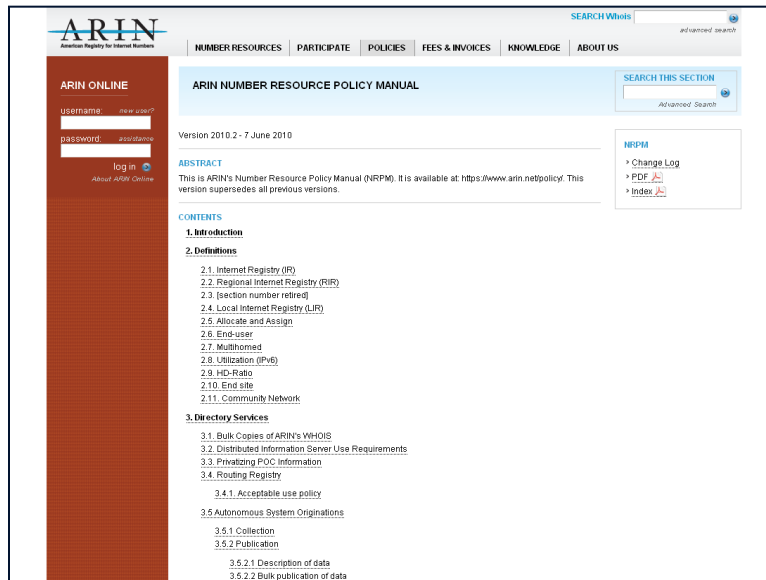 SEARCH Whois
advanced search
ARIN
American Registry for Internet Numbers
NUMBER RESOURCES PARTICIPATE POLICIES FEES & INVOICES KNOWLEDGE ABOUT US
ARIN ONLINE
username: new user?
password: assistance
log in
About ARIN Online
ARIN NUMBER RESOURCE POLICY MANUAL
SEARCH THIS SECTION
Advanced Search
Version 2010.2 - 7 June 2010
ABSTRACT
This is ARIN's Number Resource Policy Manual (NRPM). It is available at: https://www.arin.net/policy/. This
version supersedes all previous versions.
NRPM
Change Log
PDF
Index
CONTENTS
1. Introduction
2. Definitions
2.1. Internet Registry (IR)
2.2. Regional Internet Registry (RIR)
2.3. [section number retired]
2.4. Local Internet Registry (LIR)
2.5. Allocate and Assign
2.6. End-user
2.7. Multihomed
2.8. Utilization (IPv6)
2.9. HD-Ratio
2.10. End site
2.11. Community Network
3. Directory Services
3.1. Bulk Copies of ARIN's WHOIS
3.2. Distributed Information Server Use Requirements
3.3. Privatizing POC Information
3.4. Routing Registry
3.4.1. Acceptable use policy
3.5 Autonomous System Originations
3.5.1 Collection
3.5.2 Publication
3.5.2.1 Description of data
3.5.2.2 Bulk publication of data